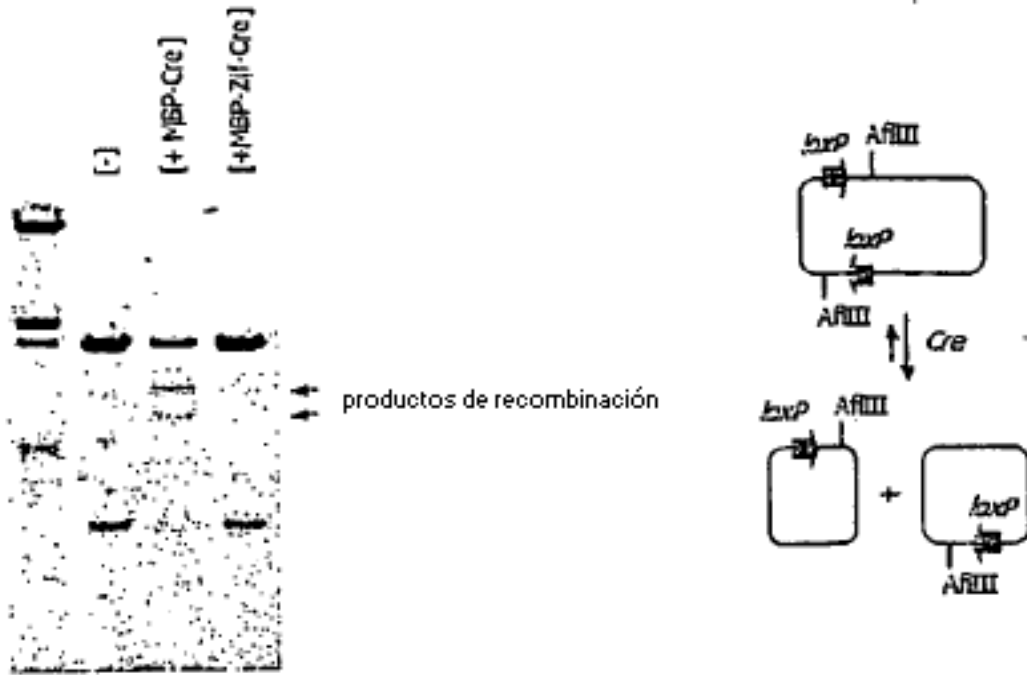 [-]
[+ MBP-Cre]
[+MBP-Zif-Cre]
productos de recombinación
loxP
AflIII
loxP
AflIII
Cre
loxP
AflIII
+
loxP
AflIII